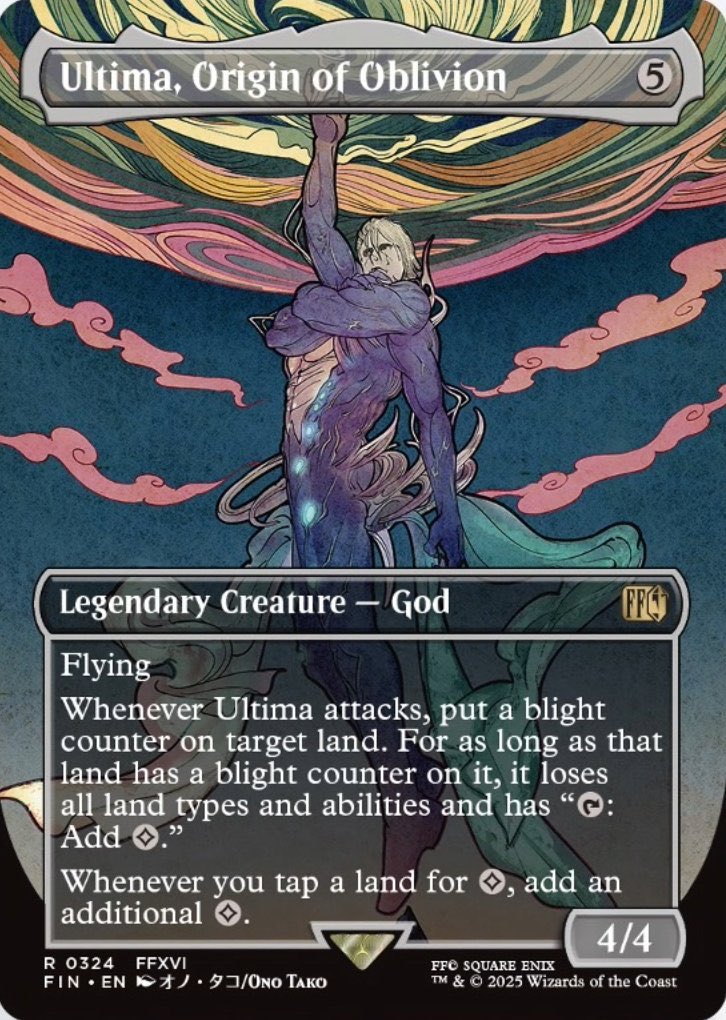 Ultima, Origin of Oblivion 5
Legendary Creature — God FF
Flying
Whenever Ultima attacks, put a blight
counter on target land. For as long as that
land has a blight counter on it, it loses
all land types and abilities and has “:
Add .”
Whenever you tap a land for , add an
additional .
4/4
R 0324 FFXVI
FIN • EN オノ・タコ/Ono Tako
FF© SQUARE ENIX
™ & © 2025 Wizards of the Coast